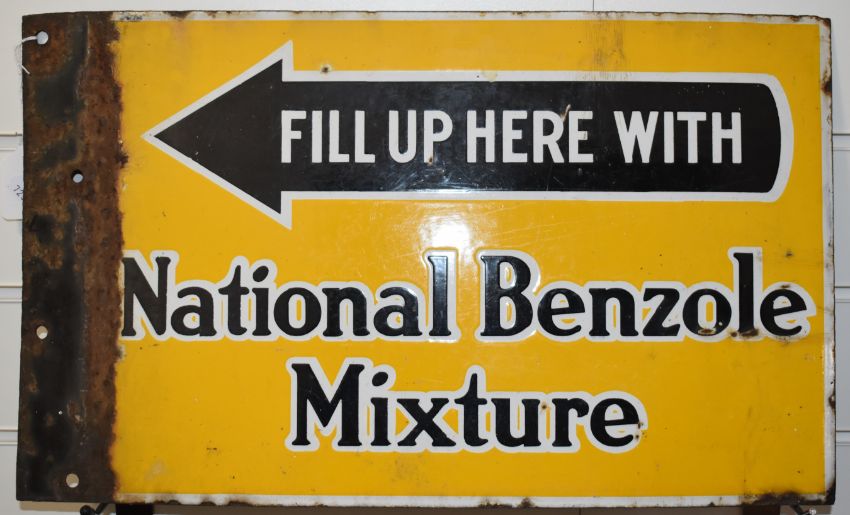 FILL UP HERE WITH
National Benzole
Mixture